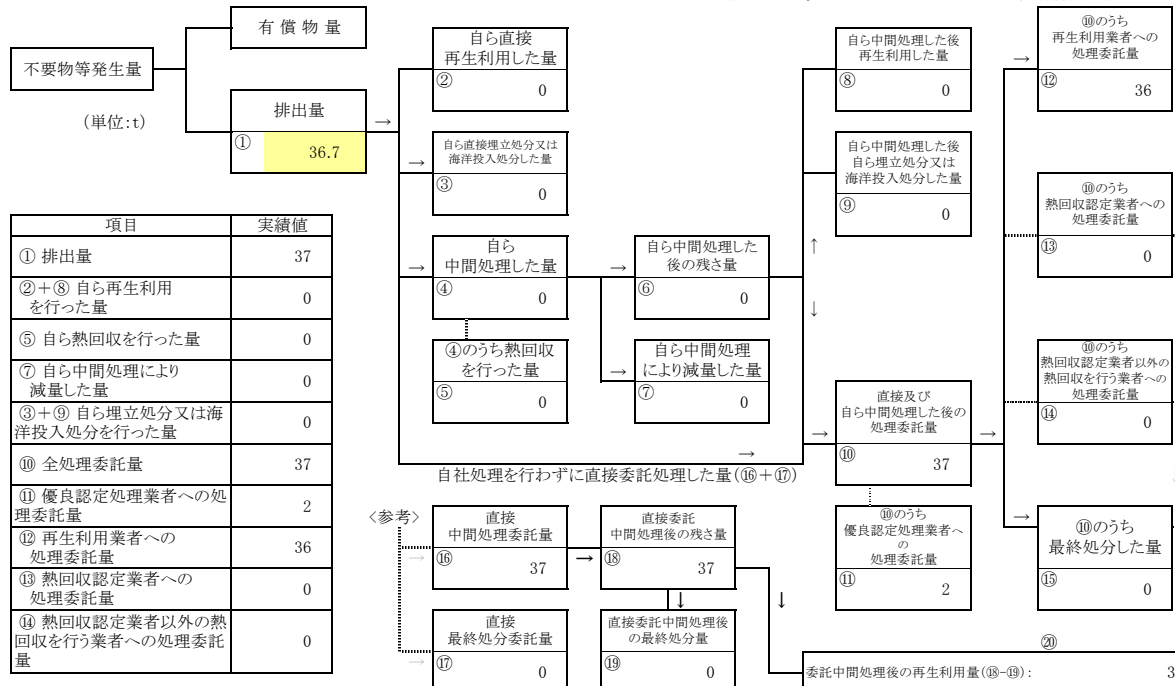 不要物等発生量
(単位:t)
有 償 物 量
排出量
①
36.7
→
自ら直接
再生利用した量
②
0
→
自ら直接埋立処分又は
海洋投入処分した量
③
0
→
自ら
中間処理した量
④
0
④のうち熱回収
を行った量
⑤
0
→
自ら中間処理した
後の残さ量
⑥
0
→
自ら中間処理
により減量した量
⑦
0
自ら中間処理した後
再生利用した量
⑧
0
自ら中間処理した後
自ら埋立処分又は
海洋投入処分した量
⑨
0
↑
↓
→
直接及び
自ら中間処理した後の
処理委託量
⑩
37
→
⑩のうち
優良認定処理業者へ
の
処理委託量
⑪
2
→
⑩のうち
再生利用業者への
処理委託量
⑫
36
⑩のうち
熱回収認定業者への
処理委託量
⑬
0
⑩のうち
熱回収認定業者以外の
熱回収を行う業者への
処理委託量
⑭
0
→
⑩のうち
最終処分した量
⑮
0
→
自社処理を行わずに直接委託処理した量(⑯+⑰)
項目 実績値
① 排出量 37
②+⑧ 自ら再生利用
を行った量 0
⑤ 自ら熱回収を行った量 0
⑦ 自ら中間処理により
減量した量 0
③+⑨ 自ら埋立処分又は海
洋投入処分を行った量 0
⑩ 全処理委託量 37
⑪ 優良認定処理業者への処
理委託量 2
⑫ 再生利用業者への
処理委託量 36
⑬ 熱回収認定業者への
処理委託量 0
⑭ 熱回収認定業者以外の熱
回収を行う業者への処理委託
量 0
〈参考〉
→
直接
中間処理委託量
⑯
37
→
直接委託
中間処理後の残さ量
⑱
37
↓
↓
→
直接
最終処分委託量
⑰
0
直接委託中間処理後
の最終処分量
⑲
0
⑳
委託中間処理後の再生利用量(⑱-⑲): 3